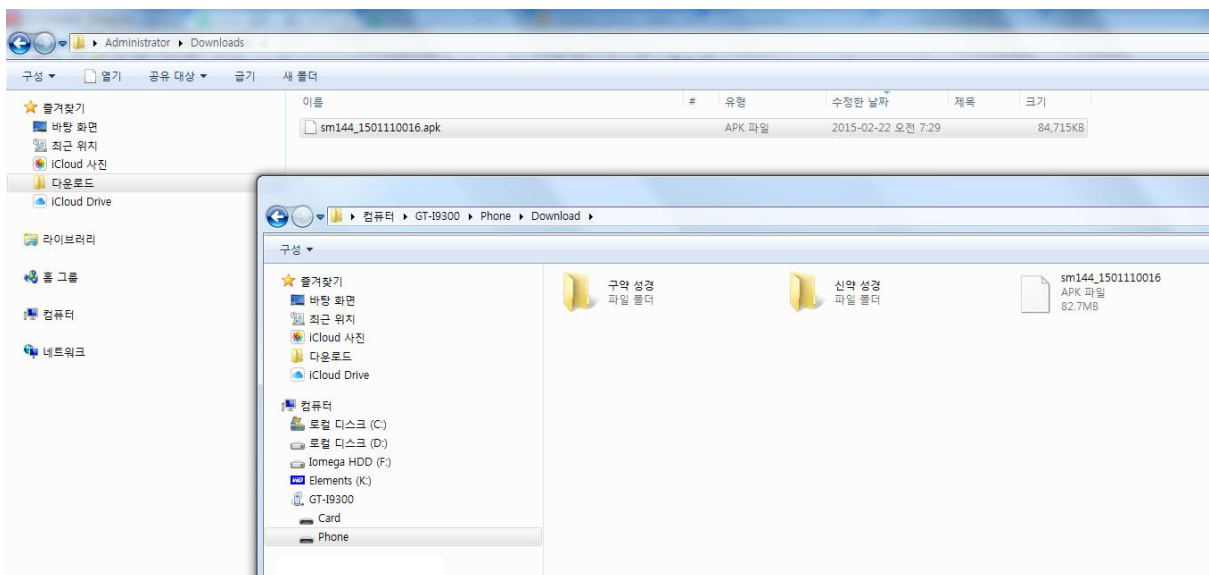 Administrator ▸ Downloads
구성 열기 공유 대상 굽기 새 폴더
즐겨찾기
바탕 화면
최근 위치
iCloud 사진
다운로드
iCloud Drive
라이브러리
홈 그룹
컴퓨터
네트워크
이름 # 유형 수정한 날짜 제목 크기
sm144_1501110016.apk APK 파일 2015-02-22 오전 7:29 84,715KB
컴퓨터 ▸ GT-I9300 ▸ Phone ▸ Download ▸
구성
즐겨찾기
바탕 화면
최근 위치
iCloud 사진
다운로드
iCloud Drive
컴퓨터
로컬 디스크 (C:)
로컬 디스크 (D:)
Iomega HDD (F:)
Elements (K:)
GT-I9300
Card
Phone
구약 성경
파일 폴더
신약 성경
파일 폴더
sm144_1501110016
APK 파일
82.7MB